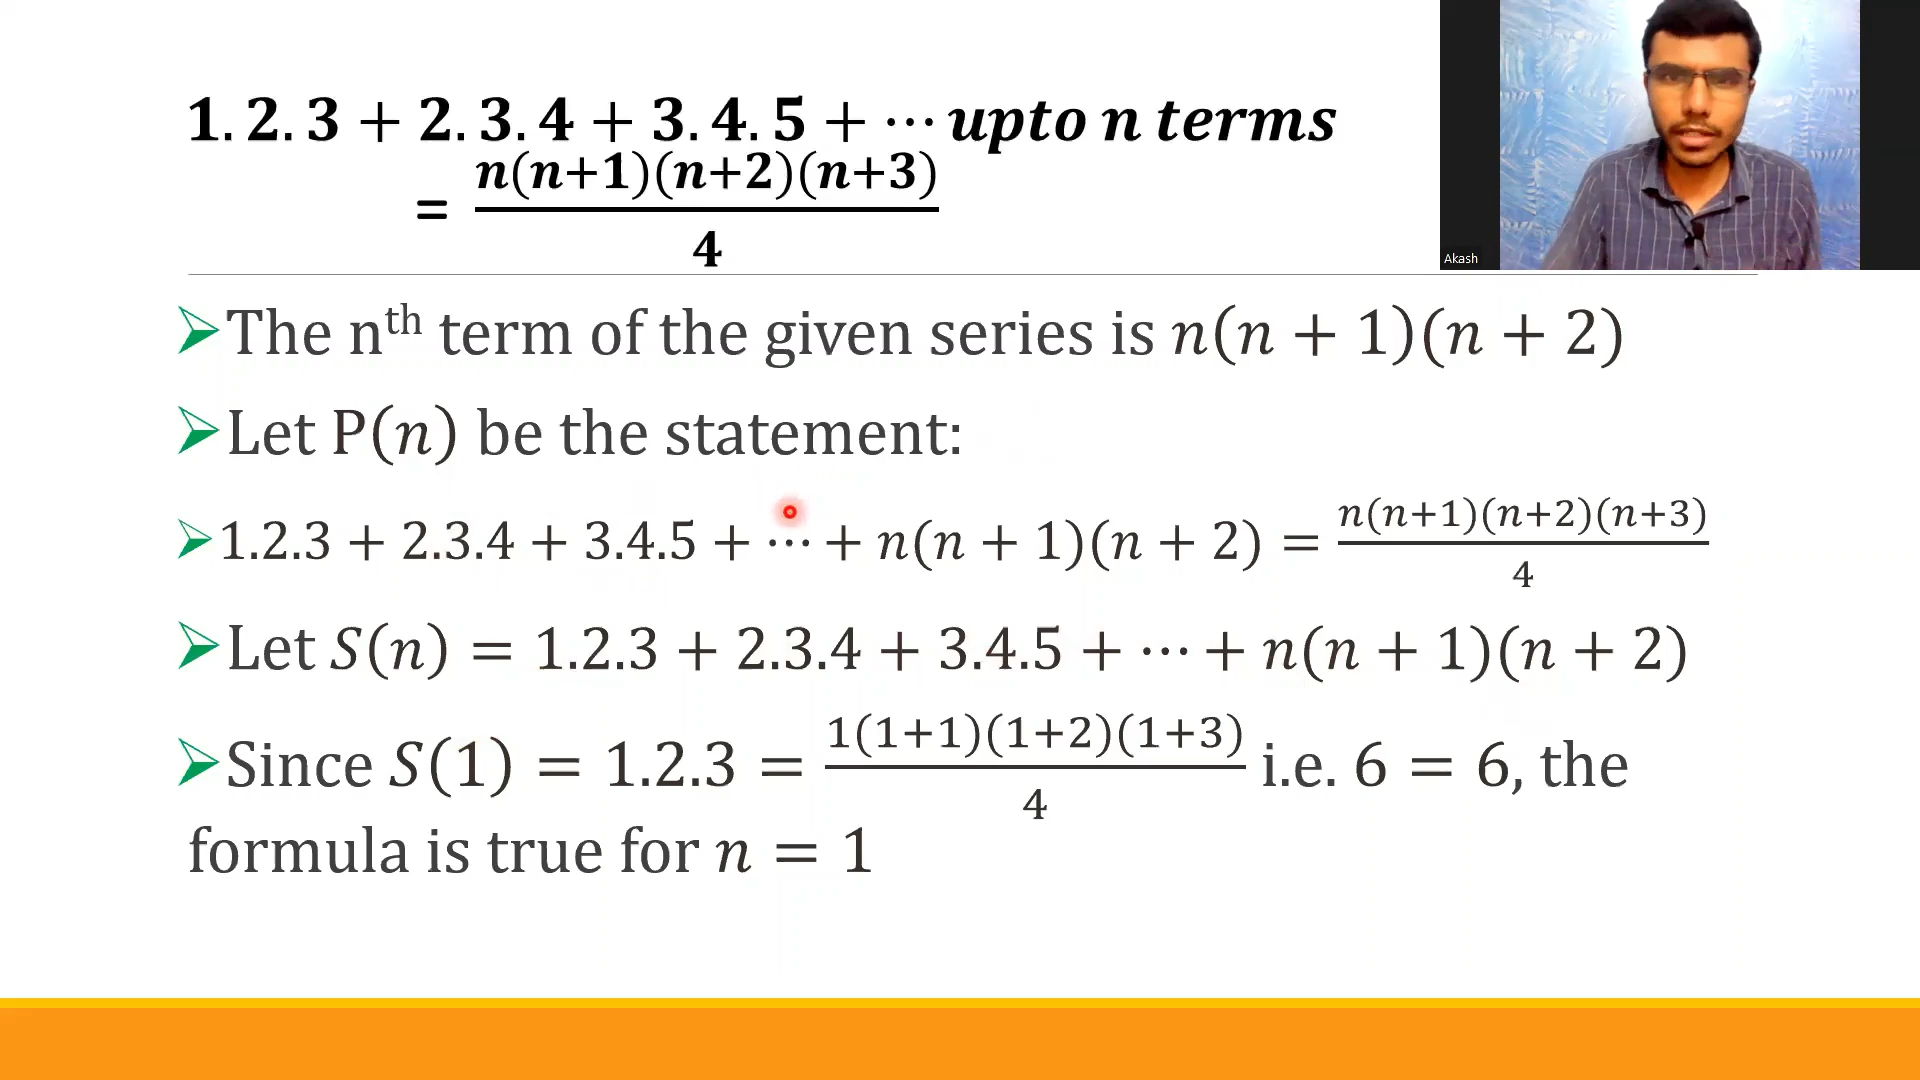 1.2.3 + 2.3.4 + 3.4.5 + ⋯ upto n terms
= n(n+1)(n+2)(n+3)/4
Akash
➢The nᵗʰ term of the given series is n(n + 1)(n + 2)
➢Let P(n) be the statement:
➢1.2.3 + 2.3.4 + 3.4.5 + ⋯ + n(n + 1)(n + 2) = n(n+1)(n+2)(n+3)/4
➢Let S(n) = 1.2.3 + 2.3.4 + 3.4.5 + ⋯ + n(n + 1)(n + 2)
➢Since S(1) = 1.2.3 = 1(1+1)(1+2)(1+3)/4 i.e. 6 = 6, the
formula is true for n = 1